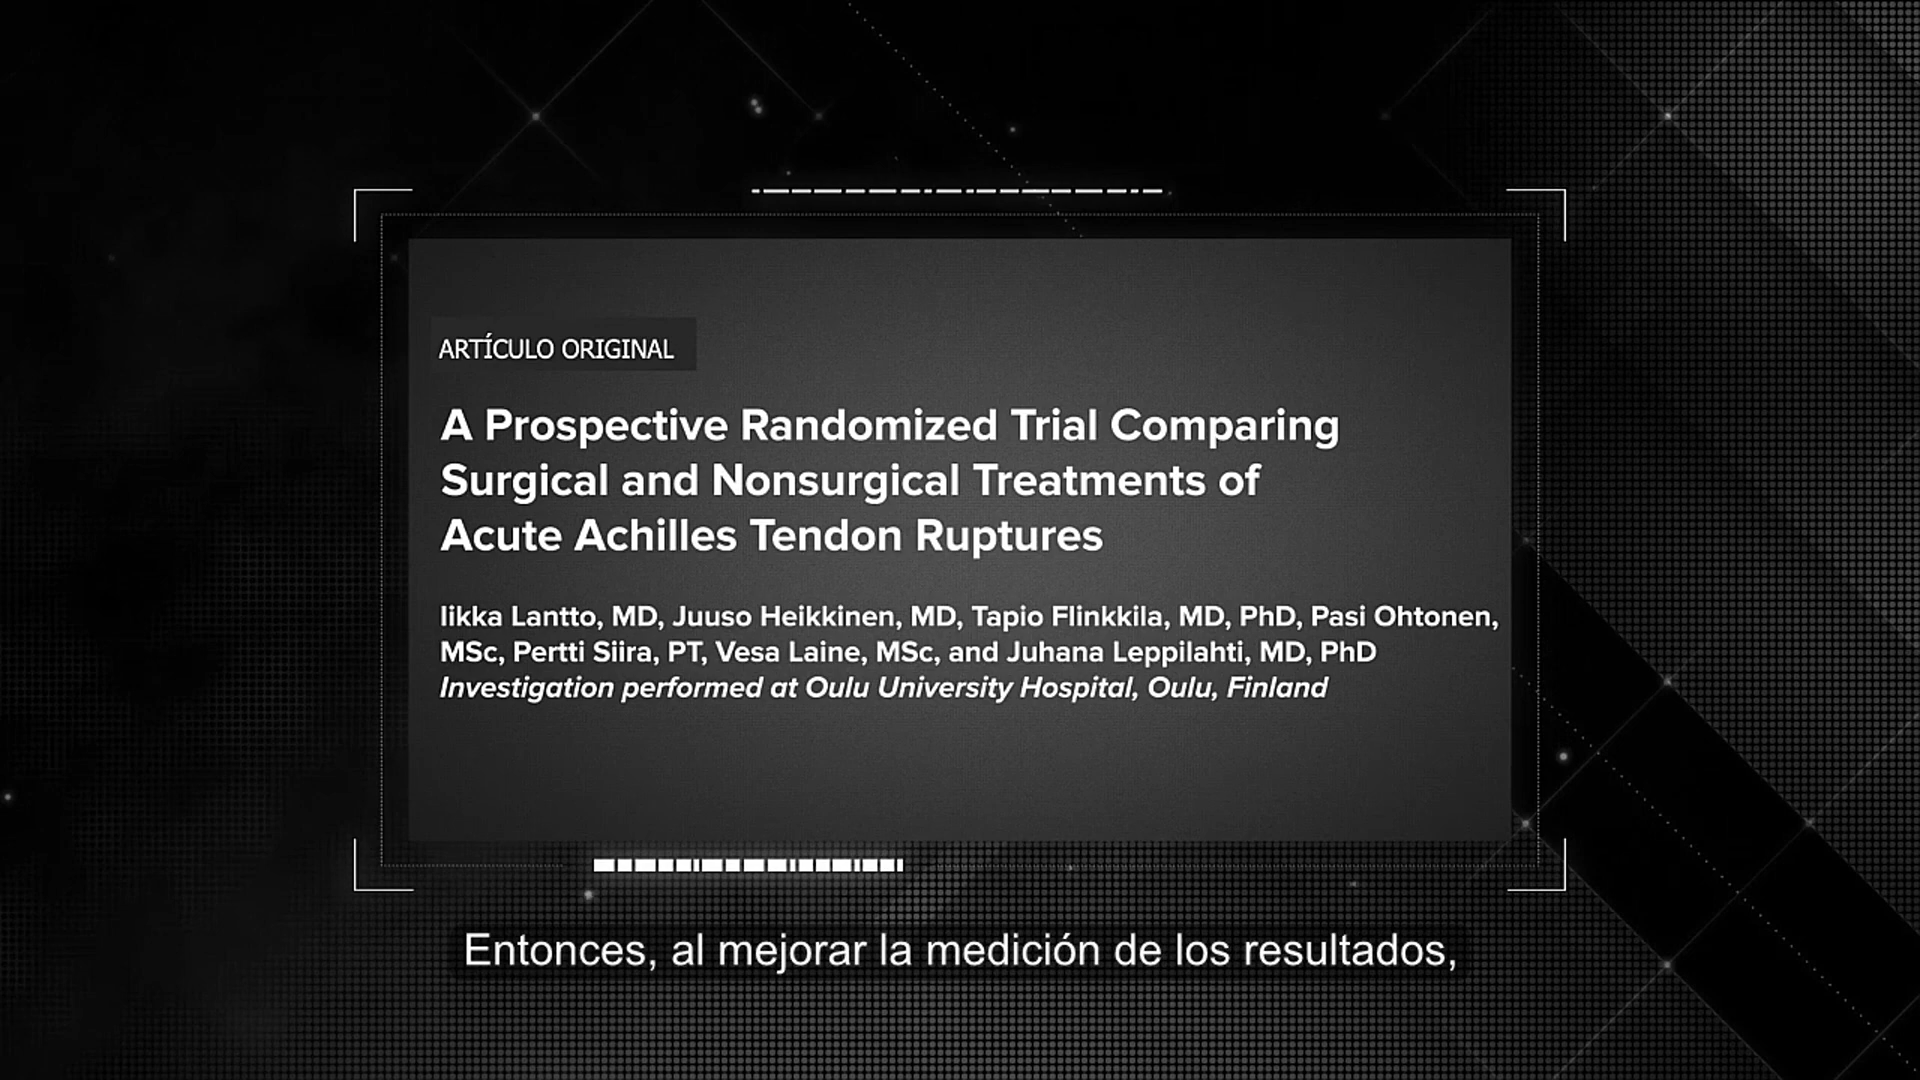 ARTÍCULO ORIGINAL
A Prospective Randomized Trial Comparing
Surgical and Nonsurgical Treatments of
Acute Achilles Tendon Ruptures
Iikka Lantto, MD, Juuso Heikkinen, MD, Tapio Flinkkila, MD, PhD, Pasi Ohtonen,
MSc, Pertti Siira, PT, Vesa Laine, MSc, and Juhana Leppilahti, MD, PhD
Investigation performed at Oulu University Hospital, Oulu, Finland
Entonces, al mejorar la medición de los resultados,